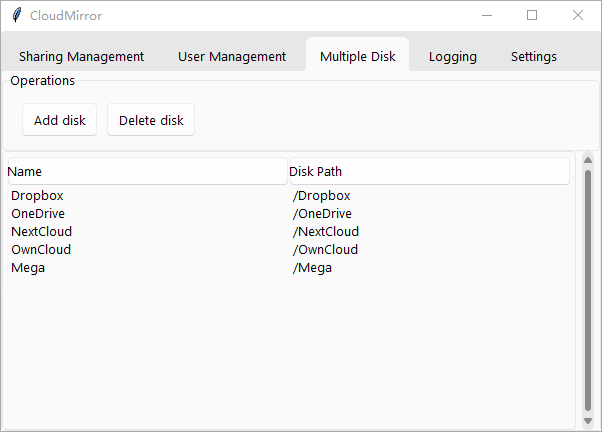 CloudMirror
Sharing Management User Management Multiple Disk Logging Settings
Operations
Add disk Delete disk
Name Disk Path
Dropbox /Dropbox
OneDrive /OneDrive
NextCloud /NextCloud
OwnCloud /OwnCloud
Mega /Mega